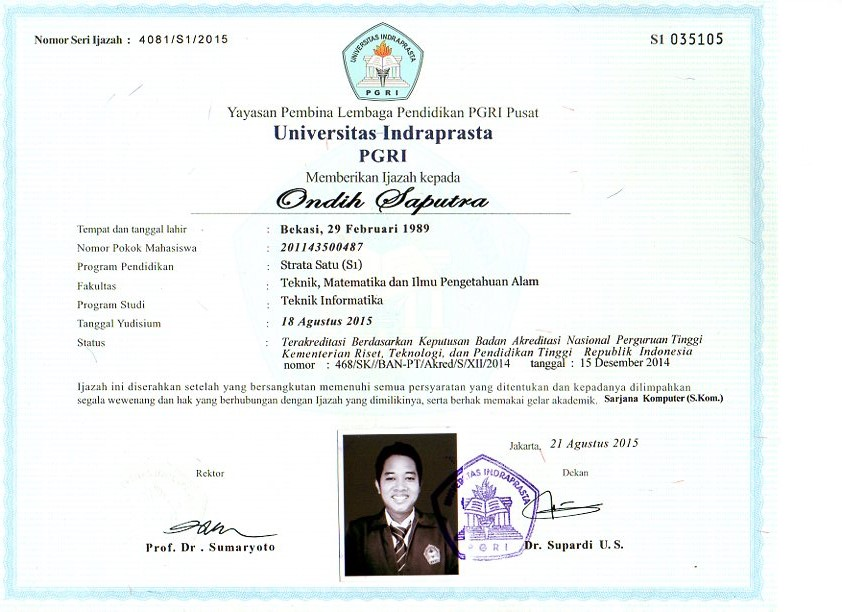 Nomor Seri Ijazah : 4081/S1/2015
S1 035105
UNIVERSITAS INDRAPRASTA
PGRI
Yayasan Pembina Lembaga Pendidikan PGRI Pusat
Universitas Indraprasta
PGRI
Memberikan Ijazah kepada
Ondih Saputra
Tempat dan tanggal lahir : Bekasi, 29 Februari 1989
Nomor Pokok Mahasiswa : 201143500487
Program Pendidikan : Strata Satu (S1)
Fakultas : Teknik, Matematika dan Ilmu Pengetahuan Alam
Program Studi : Teknik Informatika
Tanggal Yudisium : 18 Agustus 2015
Status : Terakreditasi Berdasarkan Keputusan Badan Akreditasi Nasional Perguruan Tinggi
Kementerian Riset, Teknologi, dan Pendidikan Tinggi Republik Indonesia
nomor : 468/SK//BAN-PT/Akred/S/XII/2014 tanggal : 15 Desember 2014
Ijazah ini diserahkan setelah yang bersangkutan memenuhi semua persyaratan yang ditentukan dan kepadanya dilimpahkan
segala wewenang dan hak yang berhubungan dengan Ijazah yang dimilikinya, serta berhak memakai gelar akademik. Sarjana Komputer (S.Kom.)
Jakarta, 21 Agustus 2015
Rektor
Dekan
UNIVERSITAS INDRAPRASTA
PGRI
Prof. Dr . Sumaryoto
Dr. Supardi U. S.